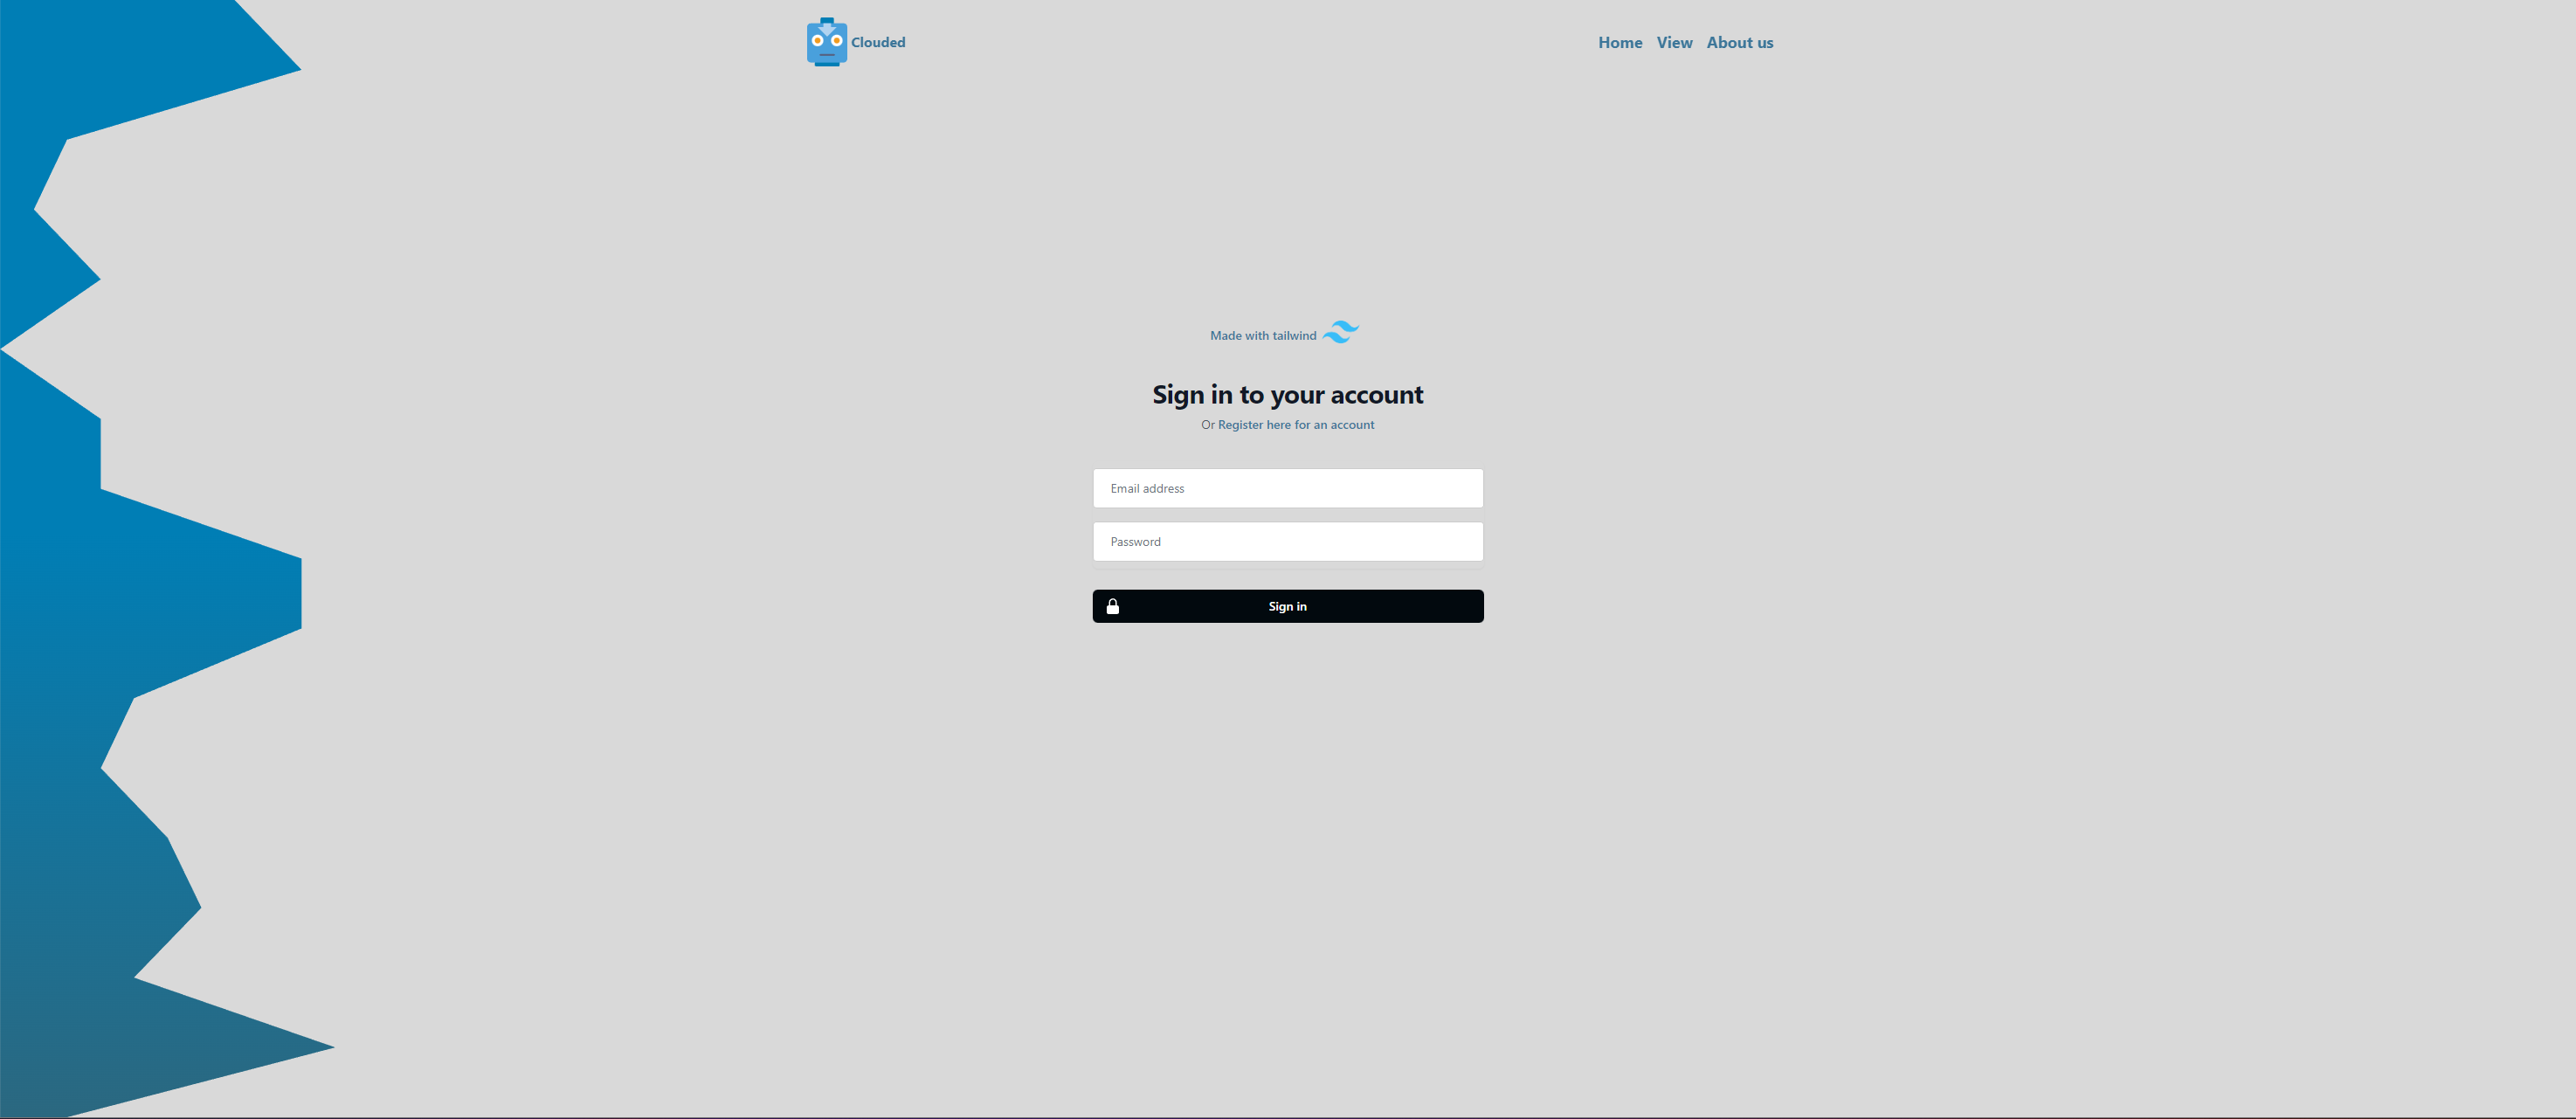 Clouded
Home View About us
Made with tailwind
Sign in to your account
Or Register here for an account
Email address
Password
Sign in